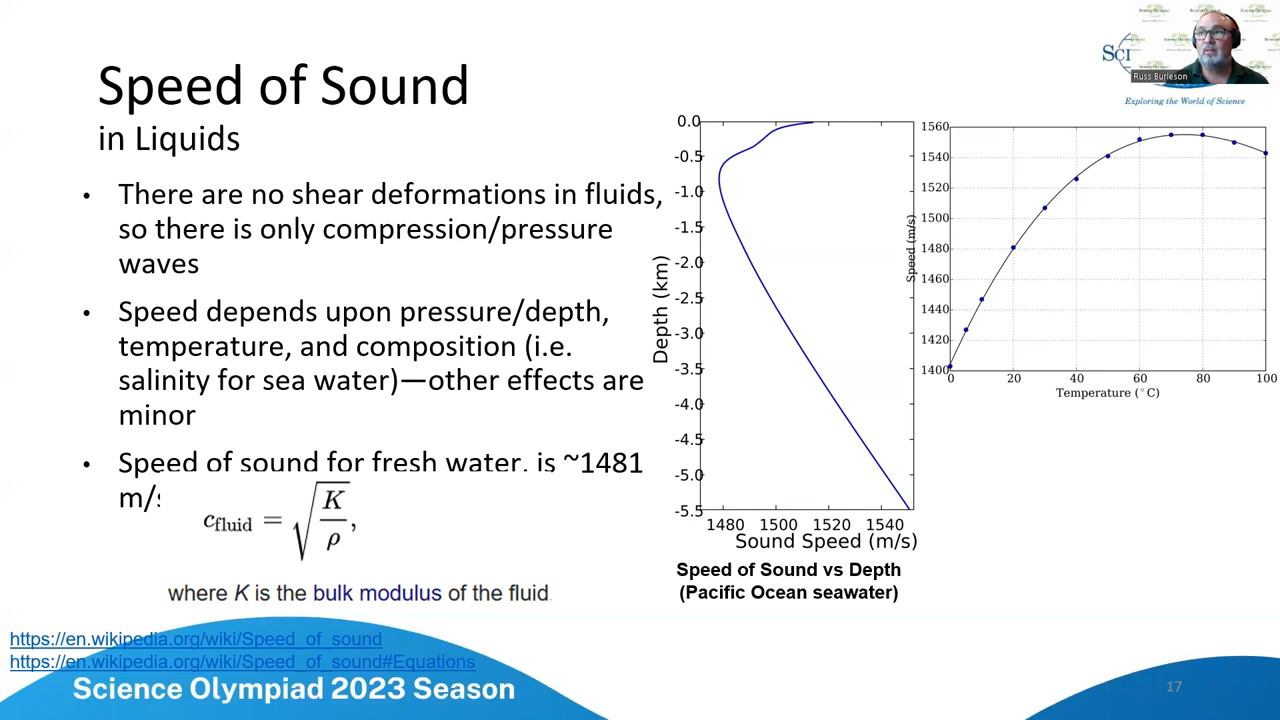 Speed of Sound
in Liquids
• There are no shear deformations in fluids,
so there is only compression/pressure
waves
• Speed depends upon pressure/depth,
temperature, and composition (i.e.
salinity for sea water)—other effects are
minor
• Speed of sound for fresh water, is ~1481
m/s
c_fluid = √(K/ρ),
where K is the bulk modulus of the fluid.
https://en.wikipedia.org/wiki/Speed_of_sound
https://en.wikipedia.org/wiki/Speed_of_sound#Equations
Science Olympiad 2023 Season
0.0
-0.5
-1.0
-1.5
-2.0
-2.5
-3.0
-3.5
-4.0
-4.5
-5.0
-5.5
Depth (km)
1480 1500 1520 1540
Sound Speed (m/s)
Speed of Sound vs Depth
(Pacific Ocean seawater)
1560
1540
1520
1500
1480
1460
1440
1420
1400
Speed (m/s)
0 20 40 60 80 100
Temperature (°C)
Sci
Russ Burleson
Exploring the World of Science
17